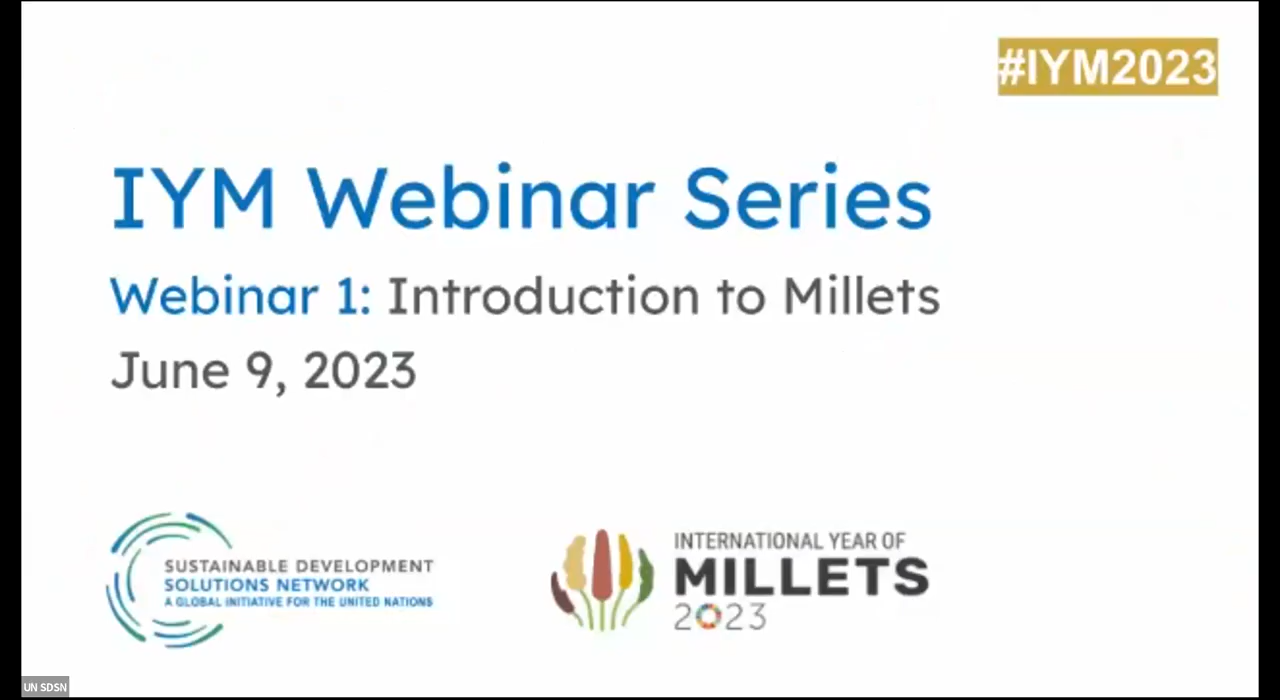 #IYM2023
IYM Webinar Series
Webinar 1: Introduction to Millets
June 9, 2023
SUSTAINABLE DEVELOPMENT
SOLUTIONS NETWORK
A GLOBAL INITIATIVE FOR THE UNITED NATIONS
INTERNATIONAL YEAR OF
MILLETS
2023
UN SDSN